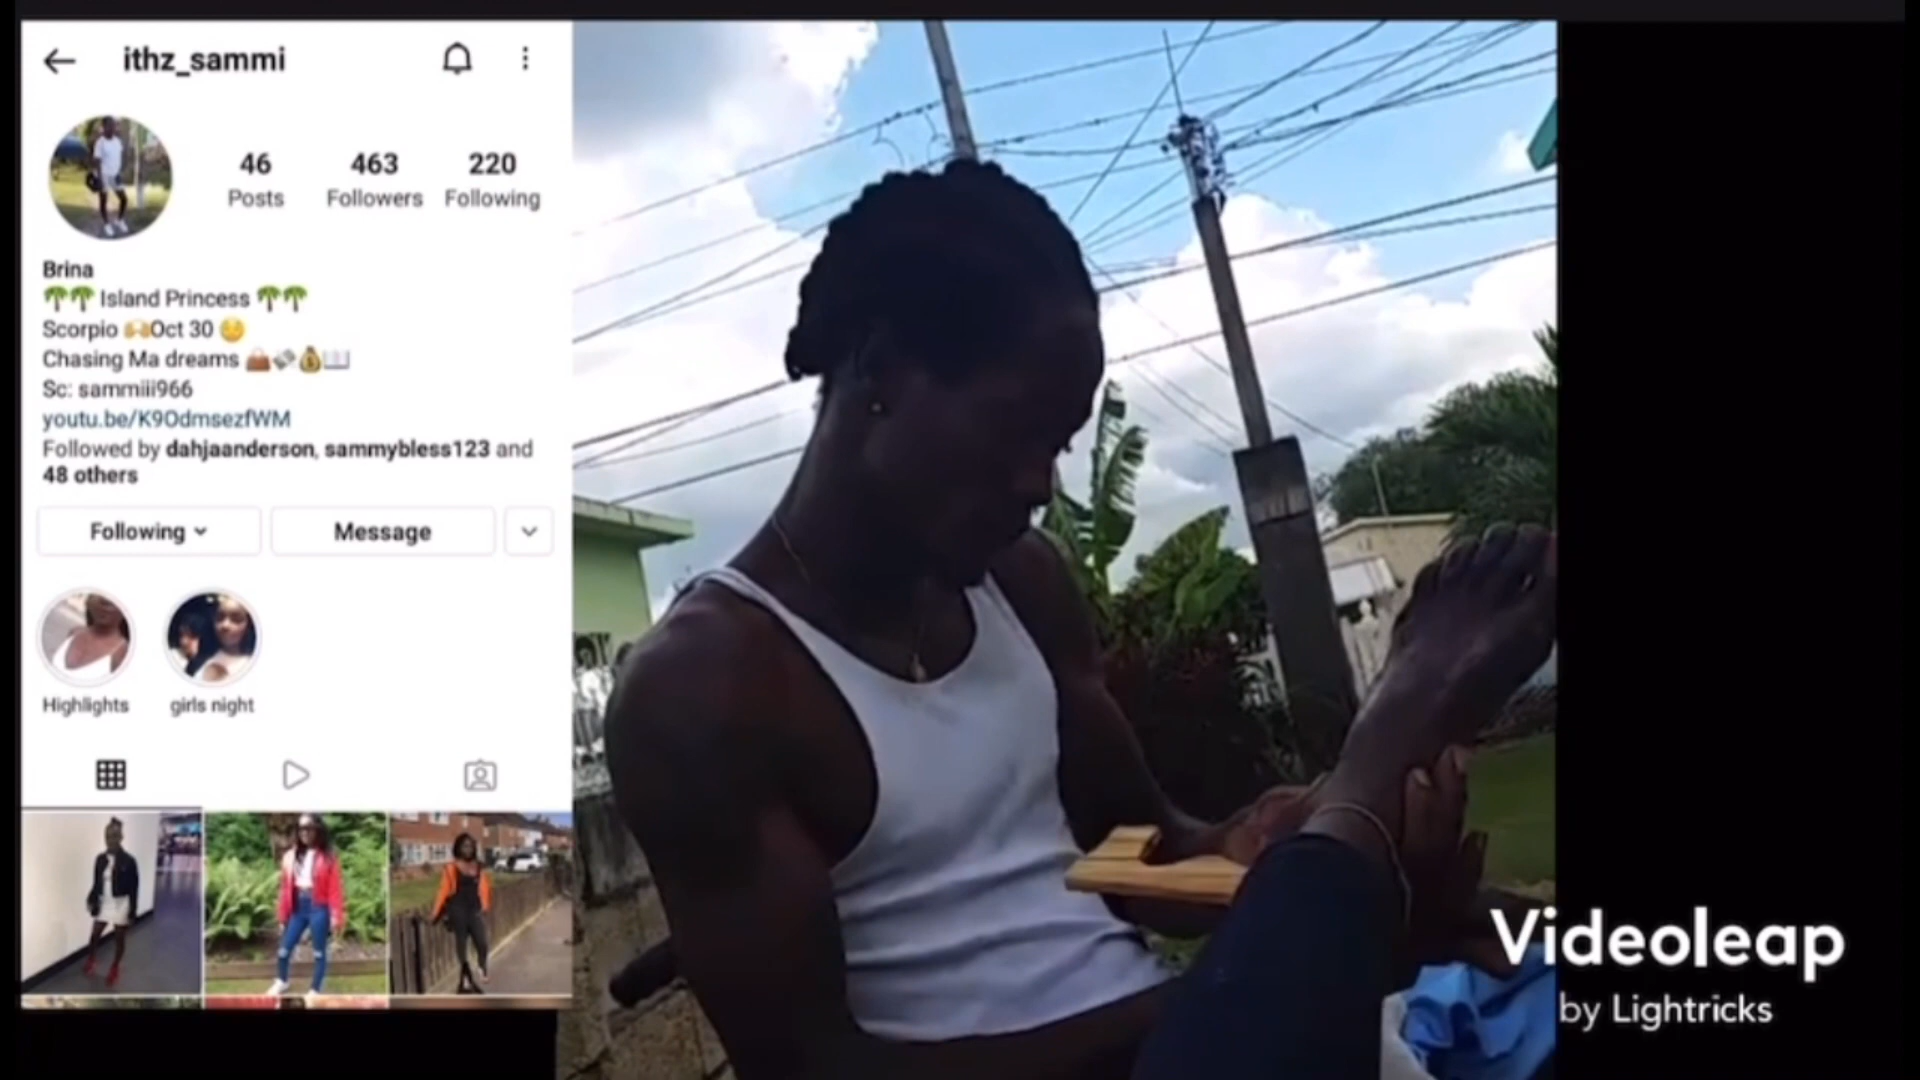 ithz_sammi
46 463 220
Posts Followers Following
Brina
🌴🌴 Island Princess 🌴🌴
Scorpio 🙌Oct 30 😏
Chasing Ma dreams 👜💸💰📖
Sc: sammiii966
youtu.be/K9OdmsezfWM
Followed by dahjaanderson, sammybless123 and
48 others
Following Message
Highlights girls night
Videoleap
by Lightricks